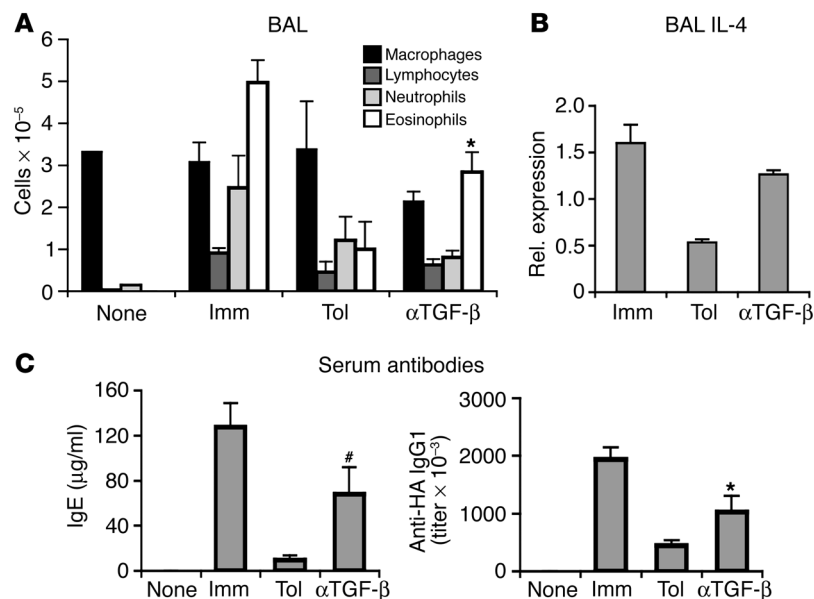 A
BAL
Cells × 10⁻⁵
6
5
4
3
2
1
0
Macrophages
Lymphocytes
Neutrophils
Eosinophils
*
None Imm Tol αTGF-β
B
BAL IL-4
Rel. expression
2.0
1.5
1.0
0.5
0
Imm Tol αTGF-β
C
Serum antibodies
IgE (μg/ml)
160
120
80
40
0
#
None Imm Tol αTGF-β
Anti-HA IgG1
(titer × 10⁻³)
3000
2000
1000
0
*
None Imm Tol αTGF-β